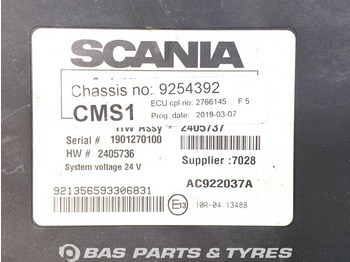 SCANIA
Chassis no: 9254392
ECU cpl no: 2766145 F 5
CMS1 Prog. date: 2019-03-07
HW Assy # 2405737
Serial # 1901270100
HW # 2405736 Supplier :7028
System voltage 24 V
921356593306831 AC922037A
E13 10R-04 13488
BAS PARTS & TYRES